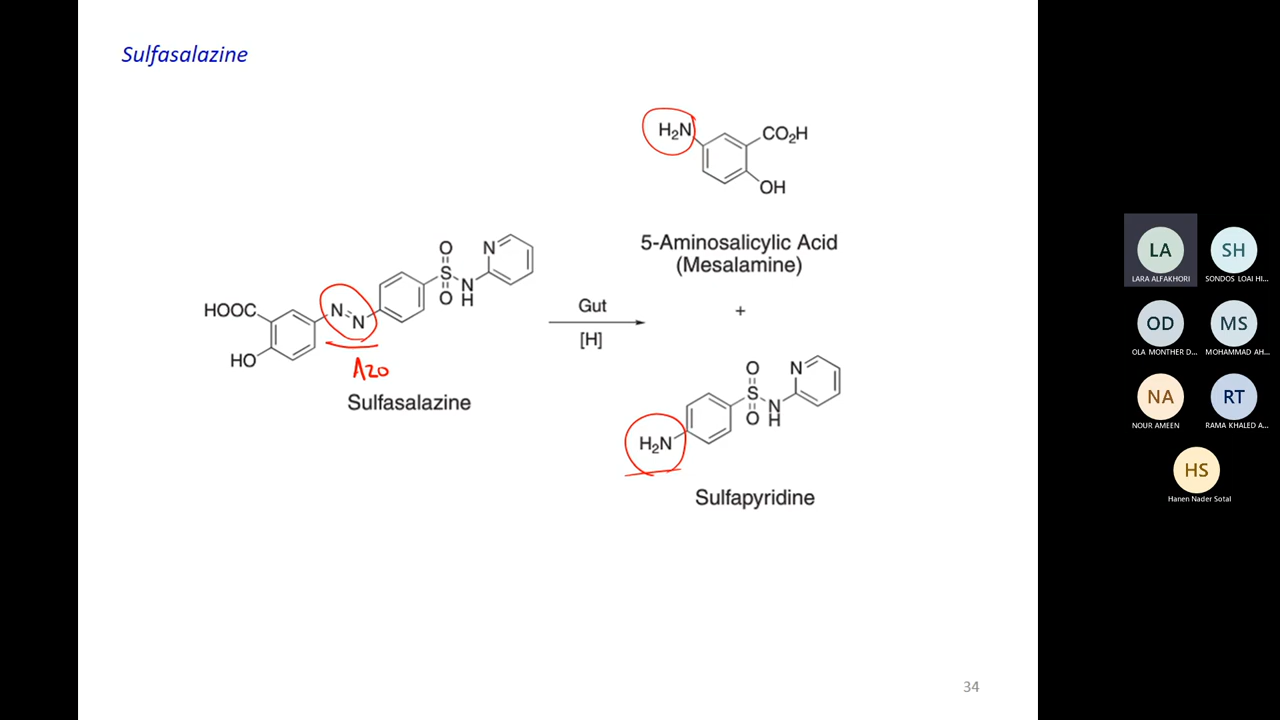 Sulfasalazine
H₂N
CO₂H
OH
5-Aminosalicylic Acid
(Mesalamine)
+
HOOC
HO
N
N
O
S
O
N
H
N
Azo
Sulfasalazine
Gut
[H]
H₂N
O
S
O
N
H
N
Sulfapyridine
34
LA
LARA ALFAKHORI
SH
SONDOS LOAI HI...
OD
OLA MONTHER D...
MS
MOHAMMAD AH...
NA
NOUR AMEEN
RT
RAMA KHALED A...
HS
Hanen Nader Sotal